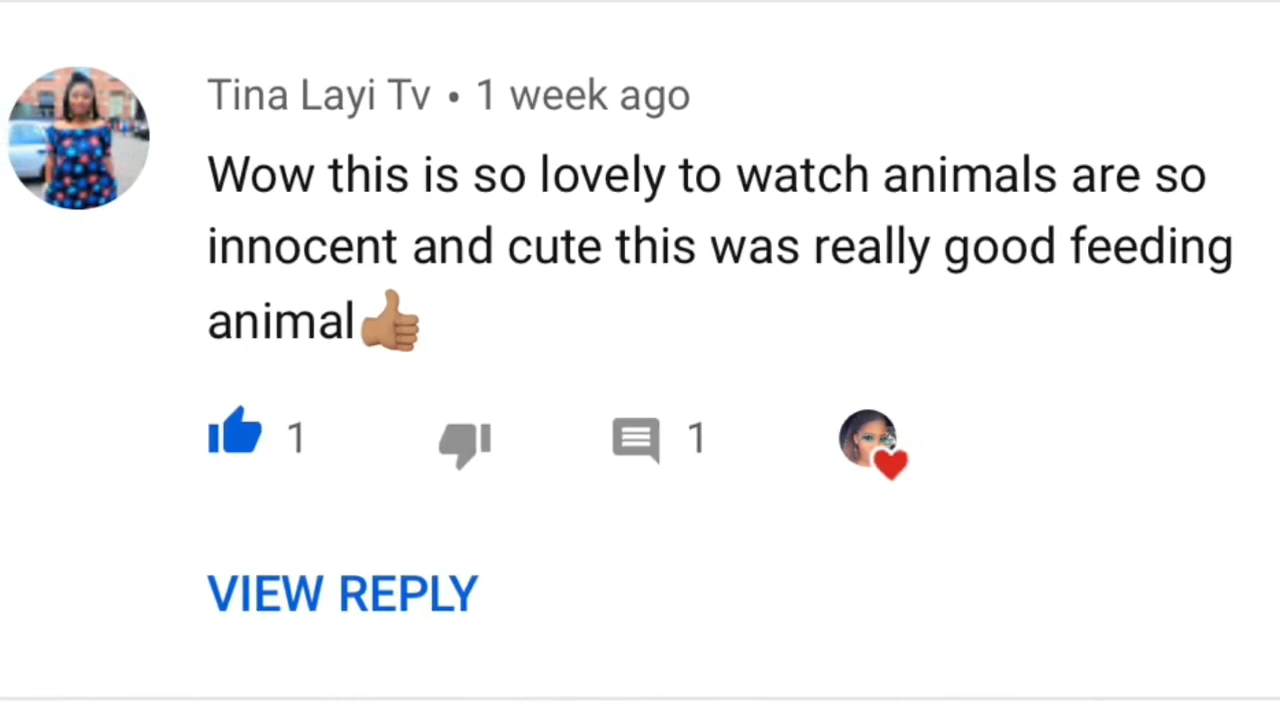 Tina Layi Tv • 1 week ago
Wow this is so lovely to watch animals are so
innocent and cute this was really good feeding
animal👍🏽
1
1
VIEW REPLY